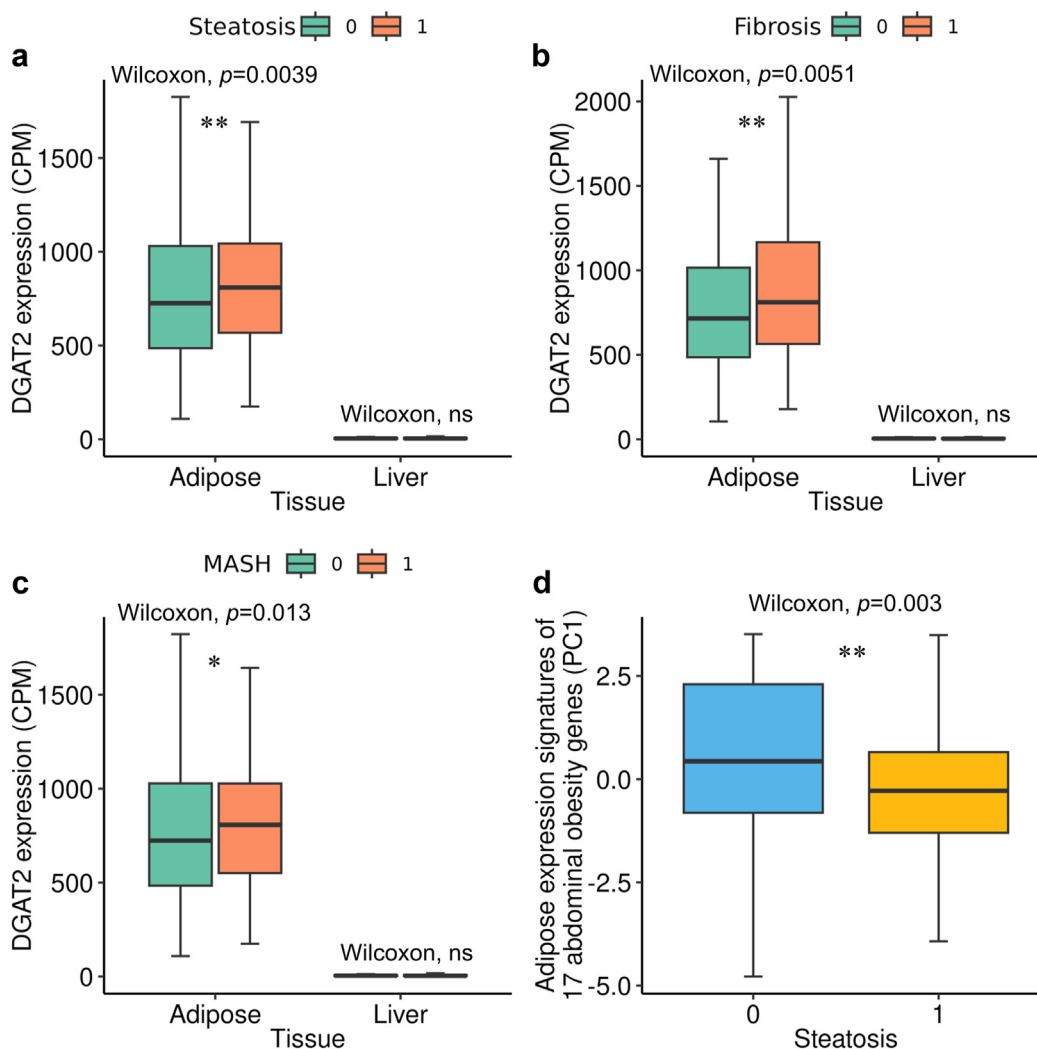 Steatosis 0 1
a
Wilcoxon, p=0.0039
**
DGAT2 expression (CPM)
1500
1000
500
0
Wilcoxon, ns
Adipose Liver
Tissue
Fibrosis 0 1
b
Wilcoxon, p=0.0051
**
DGAT2 expression (CPM)
2000
1500
1000
500
0
Wilcoxon, ns
Adipose Liver
Tissue
MASH 0 1
c
Wilcoxon, p=0.013
*
DGAT2 expression (CPM)
1500
1000
500
0
Wilcoxon, ns
Adipose Liver
Tissue
d
Wilcoxon, p=0.003
**
Adipose expression signatures of
17 abdominal obesity genes (PC1)
2.5
0.0
-2.5
-5.0
0 1
Steatosis